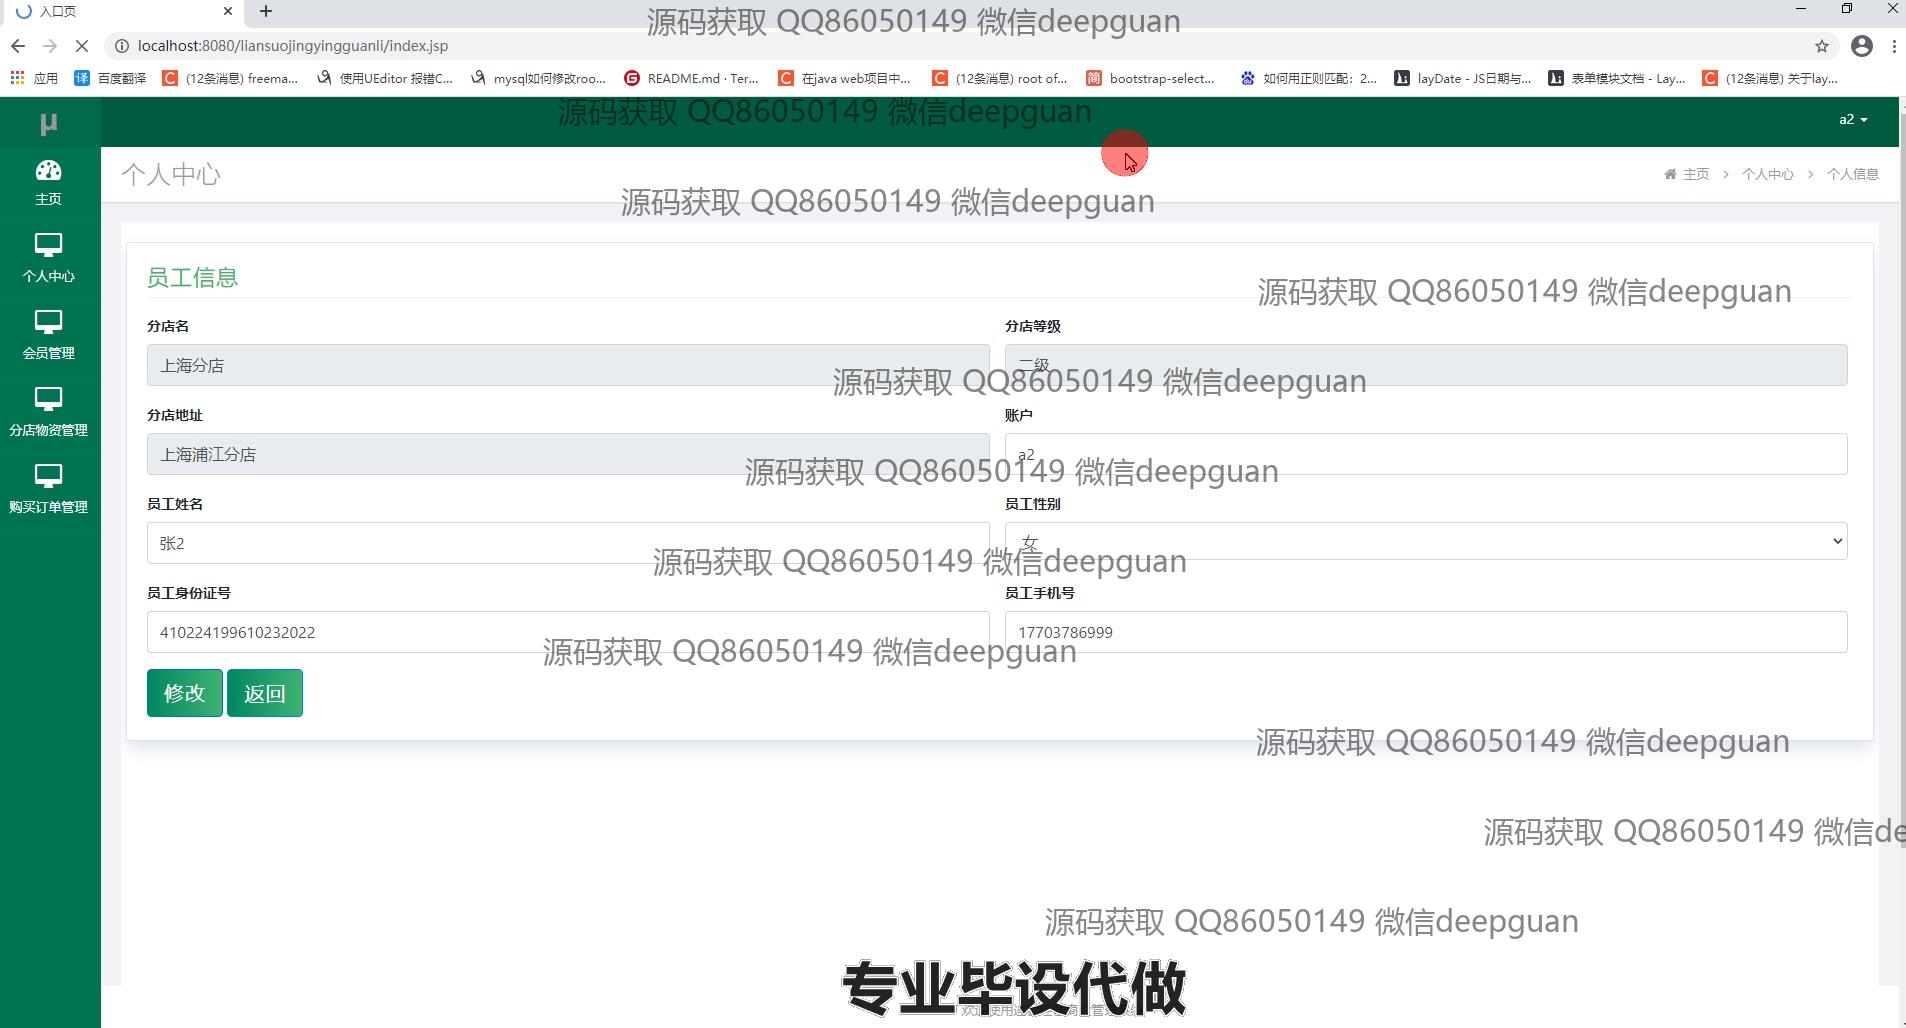 入口页
localhost:8080/liansuojingyingguanli/index.jsp
应用 百度翻译 (12条消息) freema... 使用UEditor 报错C... mysql如何修改roo... README.md · Ter... 在java web项目中... (12条消息) root of... bootstrap-select... 如何用正则匹配：2... layDate - JS日期与... 表单模块文档 - Lay... (12条消息) 关于lay...
源码获取 QQ86050149 微信deepguan
源码获取 QQ86050149 微信deepguan
μ
a2
主页
个人中心
会员管理
分店物资管理
购买订单管理
个人中心
主页 > 个人中心 > 个人信息
源码获取 QQ86050149 微信deepguan
员工信息
源码获取 QQ86050149 微信deepguan
分店名 分店等级
上海分店 二级
源码获取 QQ86050149 微信deepguan
分店地址 账户
上海浦江分店 a2
源码获取 QQ86050149 微信deepguan
员工姓名 员工性别
张2 女
源码获取 QQ86050149 微信deepguan
员工身份证号 员工手机号
410224199610232022 17703786999
源码获取 QQ86050149 微信deepguan
修改 返回
源码获取 QQ86050149 微信deepguan
源码获取 QQ86050149 微信de
源码获取 QQ86050149 微信deepguan
专业毕设代做